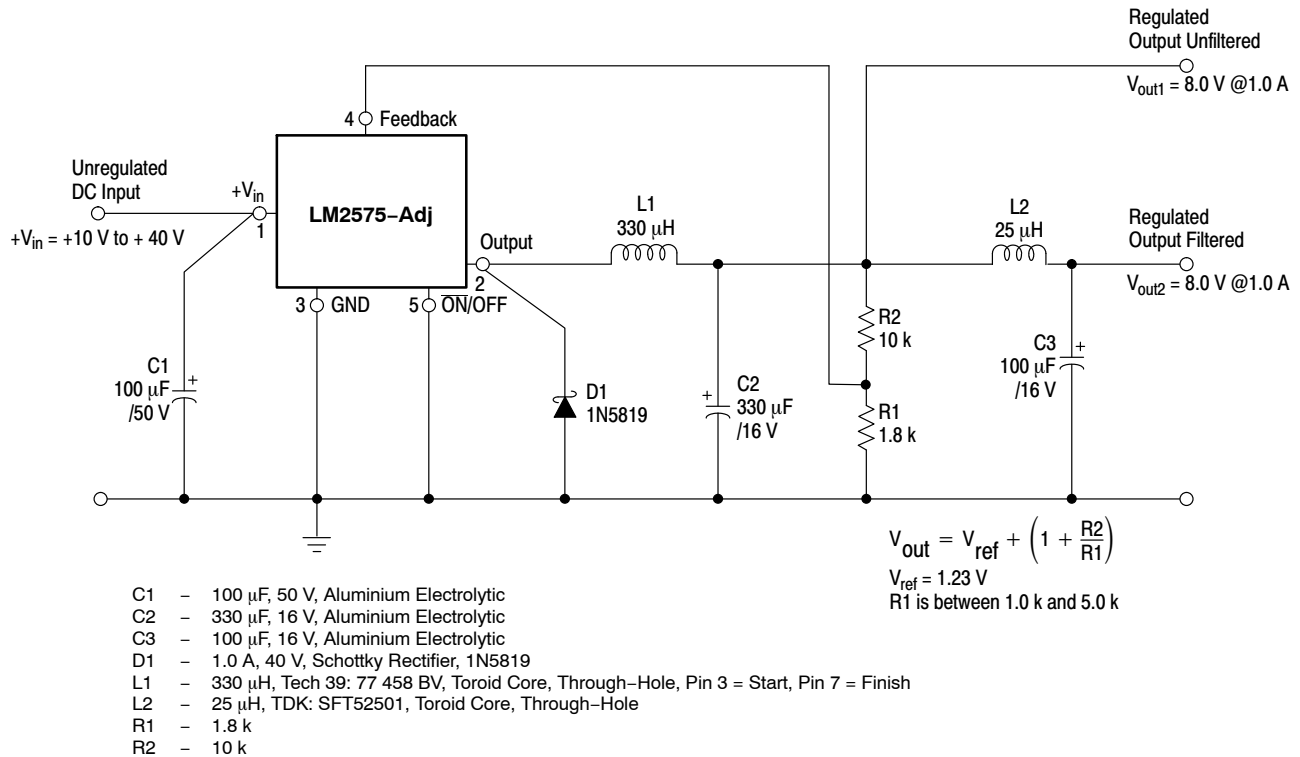 Regulated
Output Unfiltered
Vout1 = 8.0 V @1.0 A
4 Feedback
Unregulated
DC Input
+Vin
1
+Vin = +10 V to + 40 V
LM2575−Adj
Output
2
3 GND
5 ON/OFF
L1
330 μH
L2
25 μH
Regulated
Output Filtered
Vout2 = 8.0 V @1.0 A
C1
100 μF
/50 V
+
D1
1N5819
+
C2
330 μF
/16 V
R2
10 k
R1
1.8 k
C3
100 μF
/16 V
+
Vout = Vref + (1 + R2/R1)
Vref = 1.23 V
R1 is between 1.0 k and 5.0 k
C1 – 100 μF, 50 V, Aluminium Electrolytic
C2 – 330 μF, 16 V, Aluminium Electrolytic
C3 – 100 μF, 16 V, Aluminium Electrolytic
D1 – 1.0 A, 40 V, Schottky Rectifier, 1N5819
L1 – 330 μH, Tech 39: 77 458 BV, Toroid Core, Through−Hole, Pin 3 = Start, Pin 7 = Finish
L2 – 25 μH, TDK: SFT52501, Toroid Core, Through−Hole
R1 – 1.8 k
R2 – 10 k